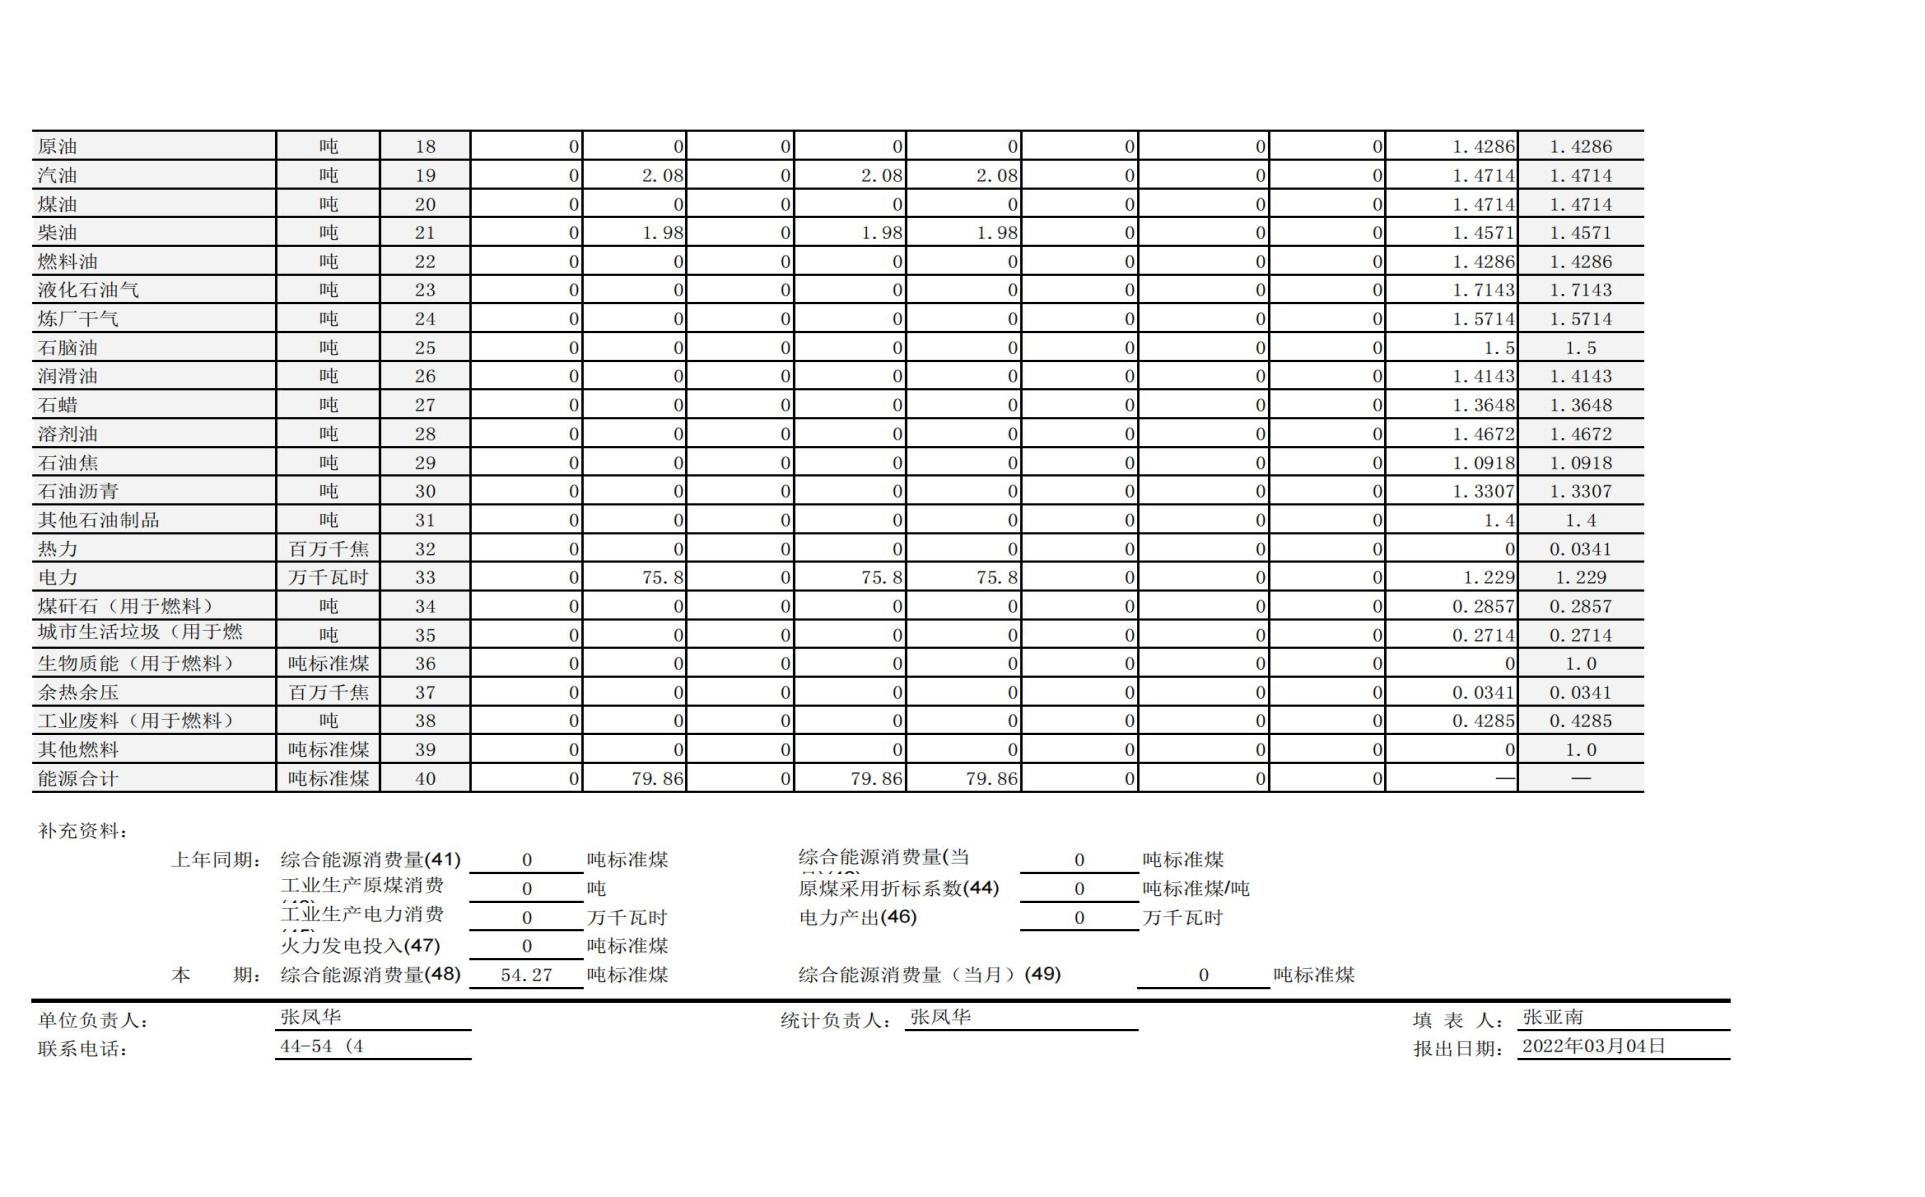 原油 吨 18 0 0 0 0 0 0 0 0 1.4286 1.4286
汽油 吨 19 0 2.08 0 2.08 2.08 0 0 0 1.4714 1.4714
煤油 吨 20 0 0 0 0 0 0 0 0 1.4714 1.4714
柴油 吨 21 0 1.98 0 1.98 1.98 0 0 0 1.4571 1.4571
燃料油 吨 22 0 0 0 0 0 0 0 0 1.4286 1.4286
液化石油气 吨 23 0 0 0 0 0 0 0 0 1.7143 1.7143
炼厂干气 吨 24 0 0 0 0 0 0 0 0 1.5714 1.5714
石脑油 吨 25 0 0 0 0 0 0 0 0 1.5 1.5
润滑油 吨 26 0 0 0 0 0 0 0 0 1.4143 1.4143
石蜡 吨 27 0 0 0 0 0 0 0 0 1.3648 1.3648
溶剂油 吨 28 0 0 0 0 0 0 0 0 1.4672 1.4672
石油焦 吨 29 0 0 0 0 0 0 0 0 1.0918 1.0918
石油沥青 吨 30 0 0 0 0 0 0 0 0 1.3307 1.3307
其他石油制品 吨 31 0 0 0 0 0 0 0 0 1.4 1.4
热力 百万千焦 32 0 0 0 0 0 0 0 0 0 0.0341
电力 万千瓦时 33 0 75.8 0 75.8 75.8 0 0 0 1.229 1.229
煤矸石（用于燃料） 吨 34 0 0 0 0 0 0 0 0 0.2857 0.2857
城市生活垃圾（用于燃 吨 35 0 0 0 0 0 0 0 0 0.2714 0.2714
生物质能（用于燃料） 吨标准煤 36 0 0 0 0 0 0 0 0 0 1.0
余热余压 百万千焦 37 0 0 0 0 0 0 0 0 0.0341 0.0341
工业废料（用于燃料） 吨 38 0 0 0 0 0 0 0 0 0.4285 0.4285
其他燃料 吨标准煤 39 0 0 0 0 0 0 0 0 0 1.0
能源合计 吨标准煤 40 0 79.86 0 79.86 79.86 0 0 0 — —
补充资料：
上年同期： 综合能源消费量(41) 0 吨标准煤 综合能源消费量(当 0 吨标准煤
工业生产原煤消费 0 吨 原煤采用折标系数(44) 0 吨标准煤/吨
工业生产电力消费 0 万千瓦时 电力产出(46) 0 万千瓦时
火力发电投入(47) 0 吨标准煤
本 期： 综合能源消费量(48) 54.27 吨标准煤 综合能源消费量（当月）(49) 0 吨标准煤
单位负责人： 张凤华 统计负责人： 张凤华 填 表 人： 张亚南
联系电话： 44-54（4 报出日期： 2022年03月04日